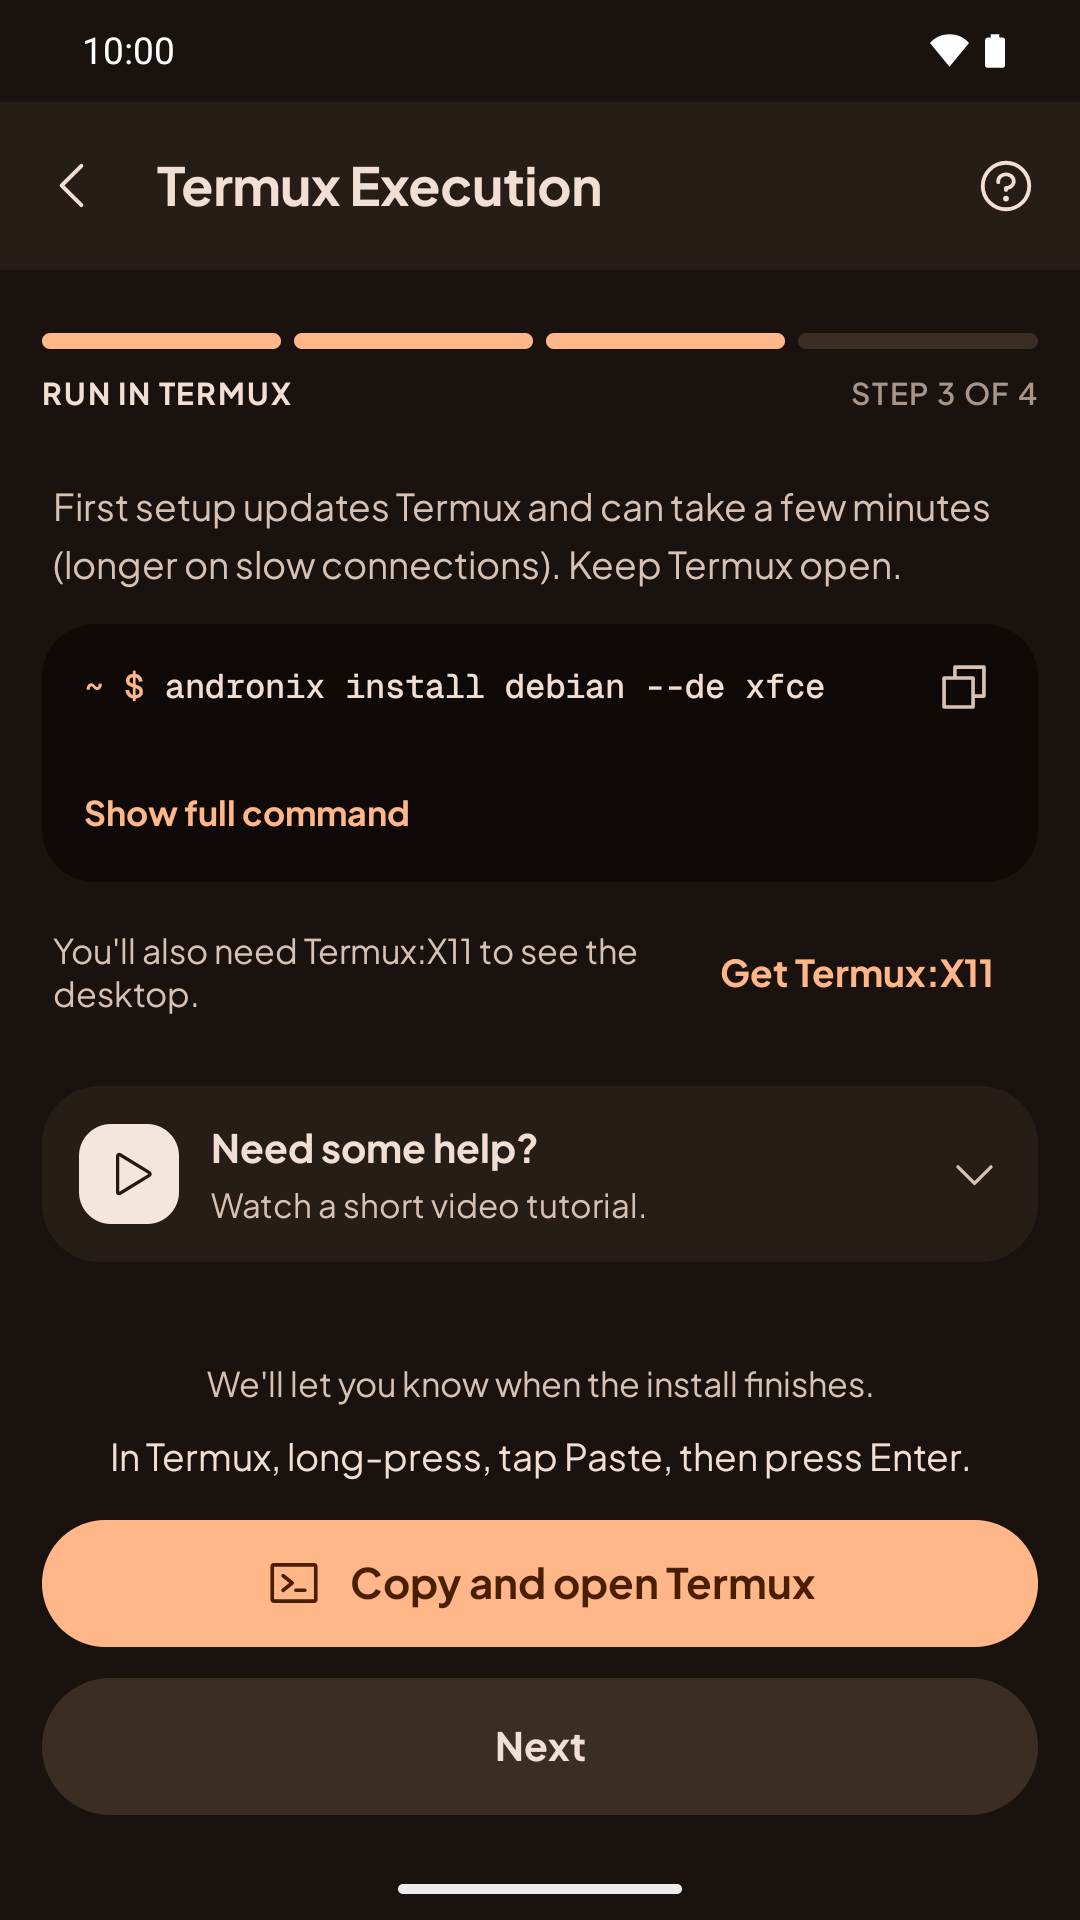 10:00
Termux Execution
RUN IN TERMUX
STEP 3 OF 4
First setup updates Termux and can take a few minutes
(longer on slow connections). Keep Termux open.
~ $ andronix install debian --de xfce
Show full command
You'll also need Termux:X11 to see the
desktop.
Get Termux:X11
Need some help?
Watch a short video tutorial.
We'll let you know when the install finishes.
In Termux, long-press, tap Paste, then press Enter.
Copy and open Termux
Next